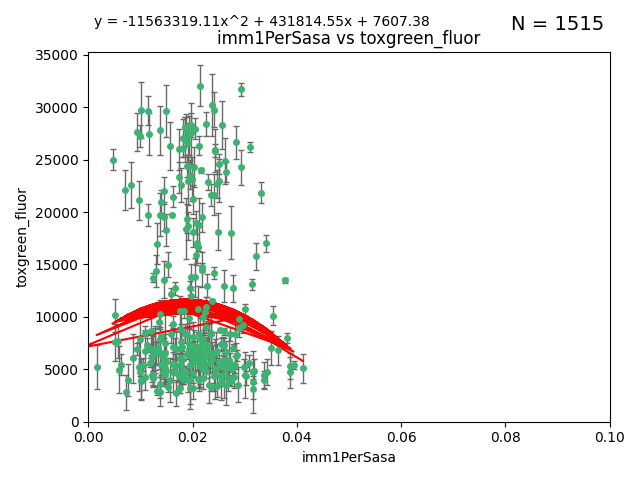 y = -11563319.11x^2 + 431814.55x + 7607.38
N = 1515
imm1PerSasa vs toxgreen_fluor
35000
30000
25000
20000
15000
10000
5000
0
toxgreen_fluor
0.00 0.02 0.04 0.06 0.08 0.10
imm1PerSasa